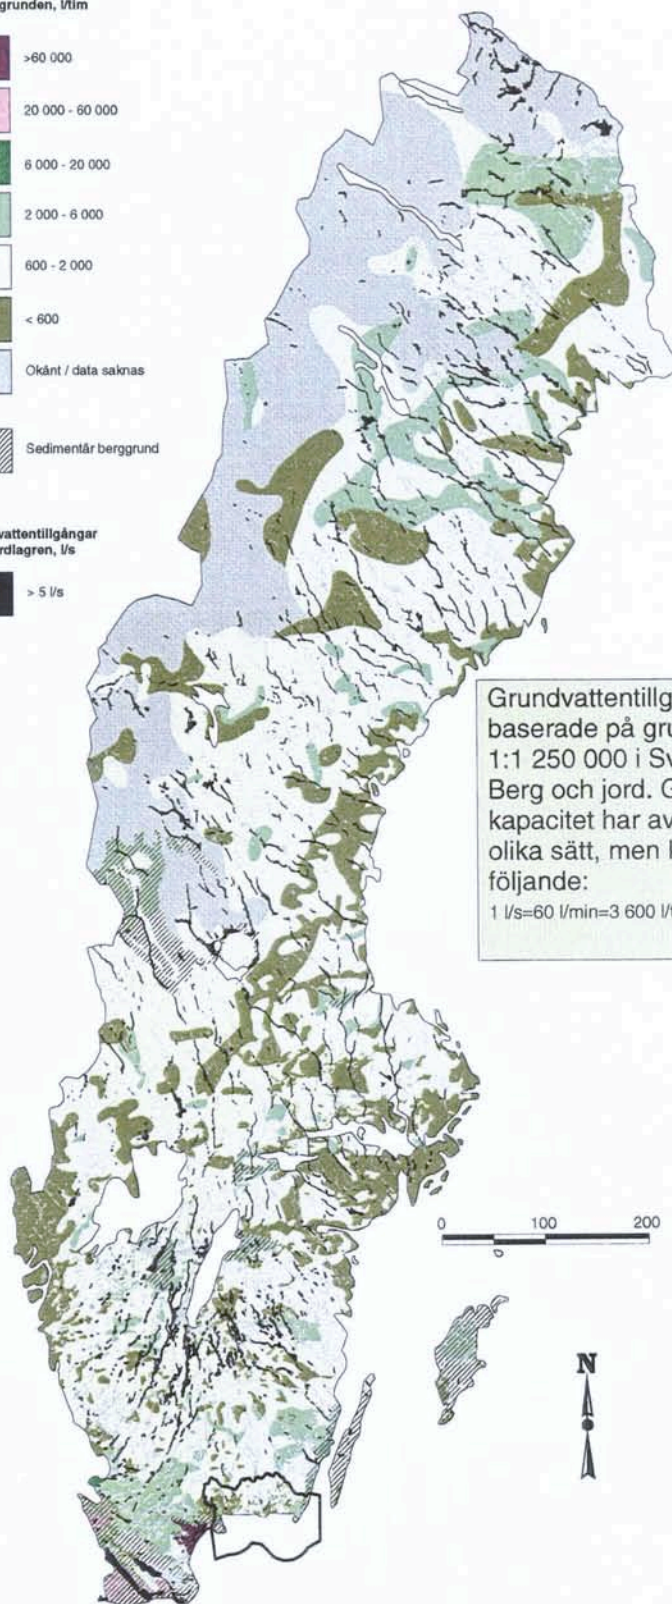 l/tim
>60 000
20 000 - 60 000
6 000 - 20 000
2 000 - 6 000
600 - 2 000
< 600
Okänt / data saknas
Sedimentär berggrund
l/s
> 5 l/s
Grundvattentillg
baserade på gru
1:1 250 000 i Sv
Berg och jord. G
kapacitet har av
olika sätt, men
följande:
1 l/s=60 l/min=3 600 l/
0 100 200
N